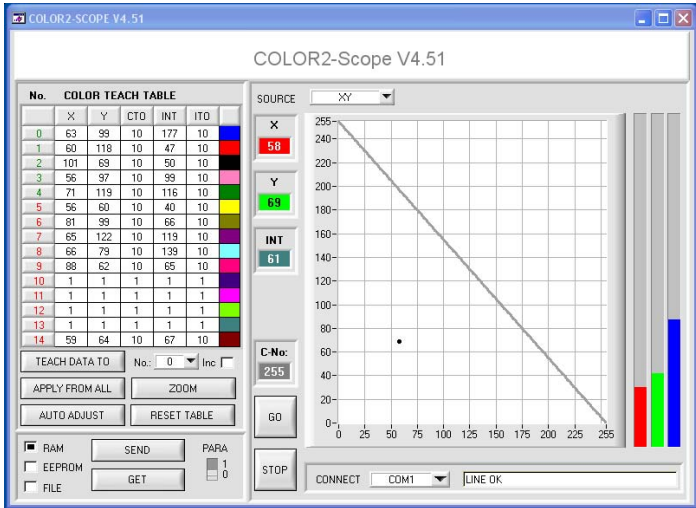 COLOR2-SCOPE V4.51
COLOR2-Scope V4.51
No. COLOR TEACH TABLE
X Y CTO INT ITO
0 63 99 10 177 10
1 60 118 10 47 10
2 101 69 10 50 10
3 56 97 10 99 10
4 71 119 10 116 10
5 56 60 10 40 10
6 81 99 10 66 10
7 65 122 10 119 10
8 66 79 10 139 10
9 88 62 10 65 10
10 1 1 1 1 1
11 1 1 1 1 1
12 1 1 1 1 1
13 1 1 1 1 1
14 59 64 10 67 10
TEACH DATA TO No.: 0 Inc
APPLY FROM ALL ZOOM
AUTO ADJUST RESET TABLE
RAM SEND PARA
EEPROM 1
0
FILE GET
SOURCE XY
X
58
Y
69
INT
61
C-No:
255
GO
STOP
255-
240-
220-
200-
180-
160-
140-
120-
100-
80-
60-
40-
20-
0-
0 25 50 75 100 125 150 175 200 225 255
CONNECT COM1 LINE OK